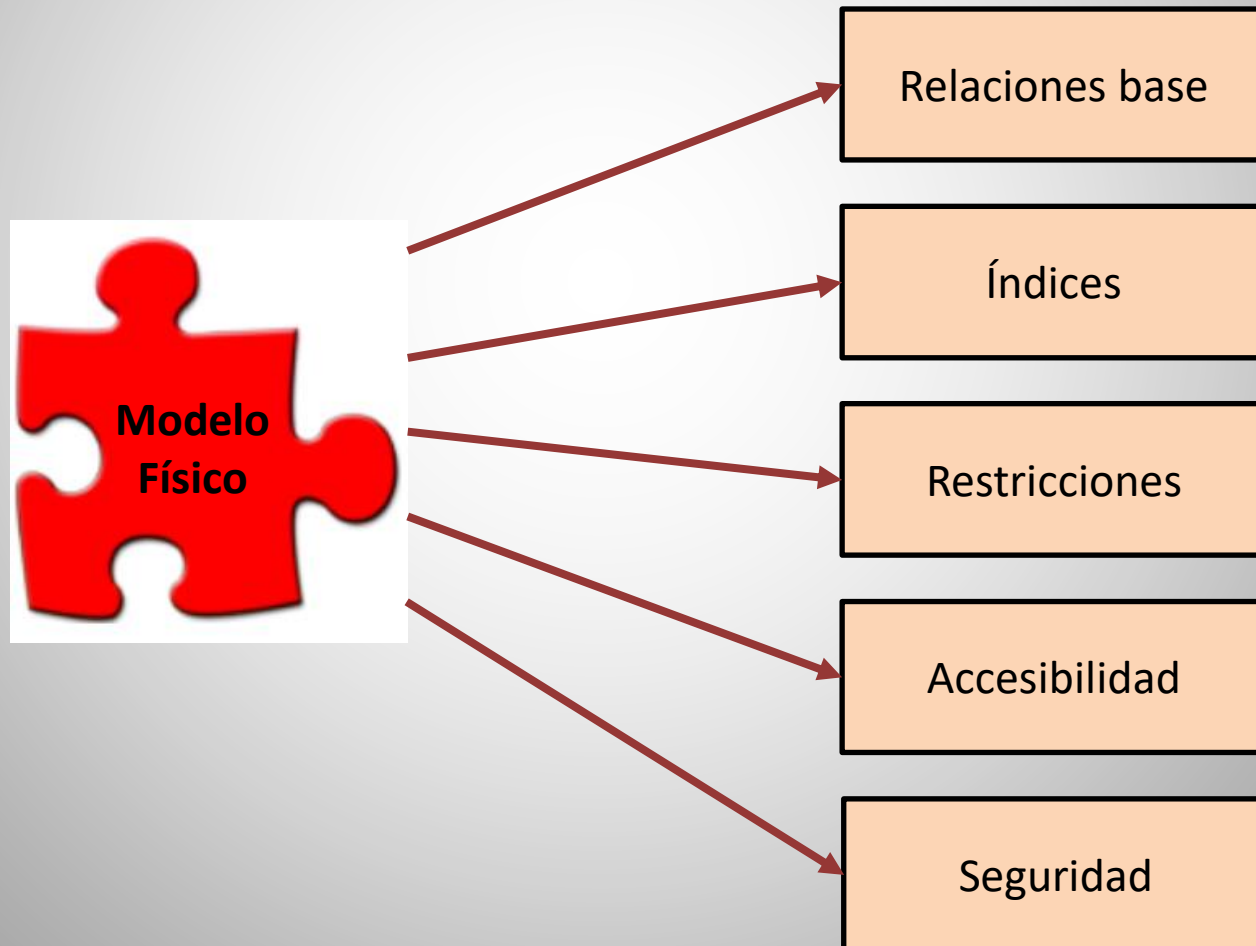 Modelo
Físico
Relaciones base
Índices
Restricciones
Accesibilidad
Seguridad